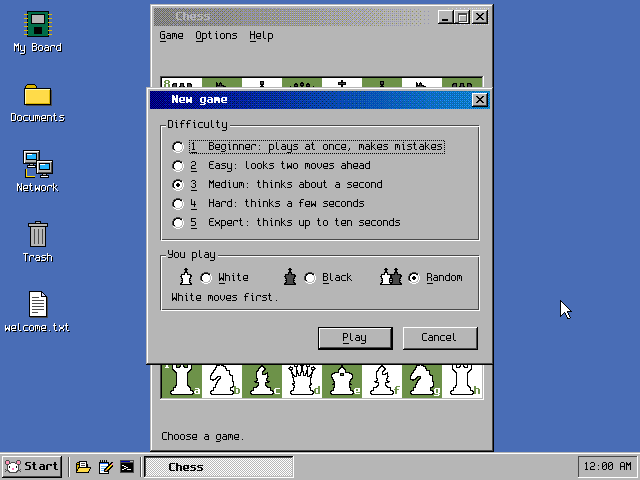 My Board
Documents
Network
Trash
welcome.txt
Chess
Game Options Help
8
New game
Difficulty
1 Beginner: plays at once, makes mistakes
2 Easy: looks two moves ahead
3 Medium: thinks about a second
4 Hard: thinks a few seconds
5 Expert: thinks up to ten seconds
You play
White
Black
Random
White moves first.
Play
Cancel
1 a b c d e f g h
Choose a game.
Start
Chess
12:00 AM